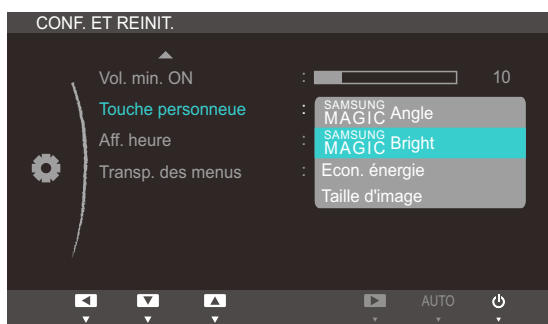 CONF. ET REINIT.
Vol. min. ON : 10
Touche personneue : SAMSUNG MAGIC Angle
Aff. heure : SAMSUNG MAGIC Bright
Transp. des menus : Econ. énergie
Taille d'image
AUTO